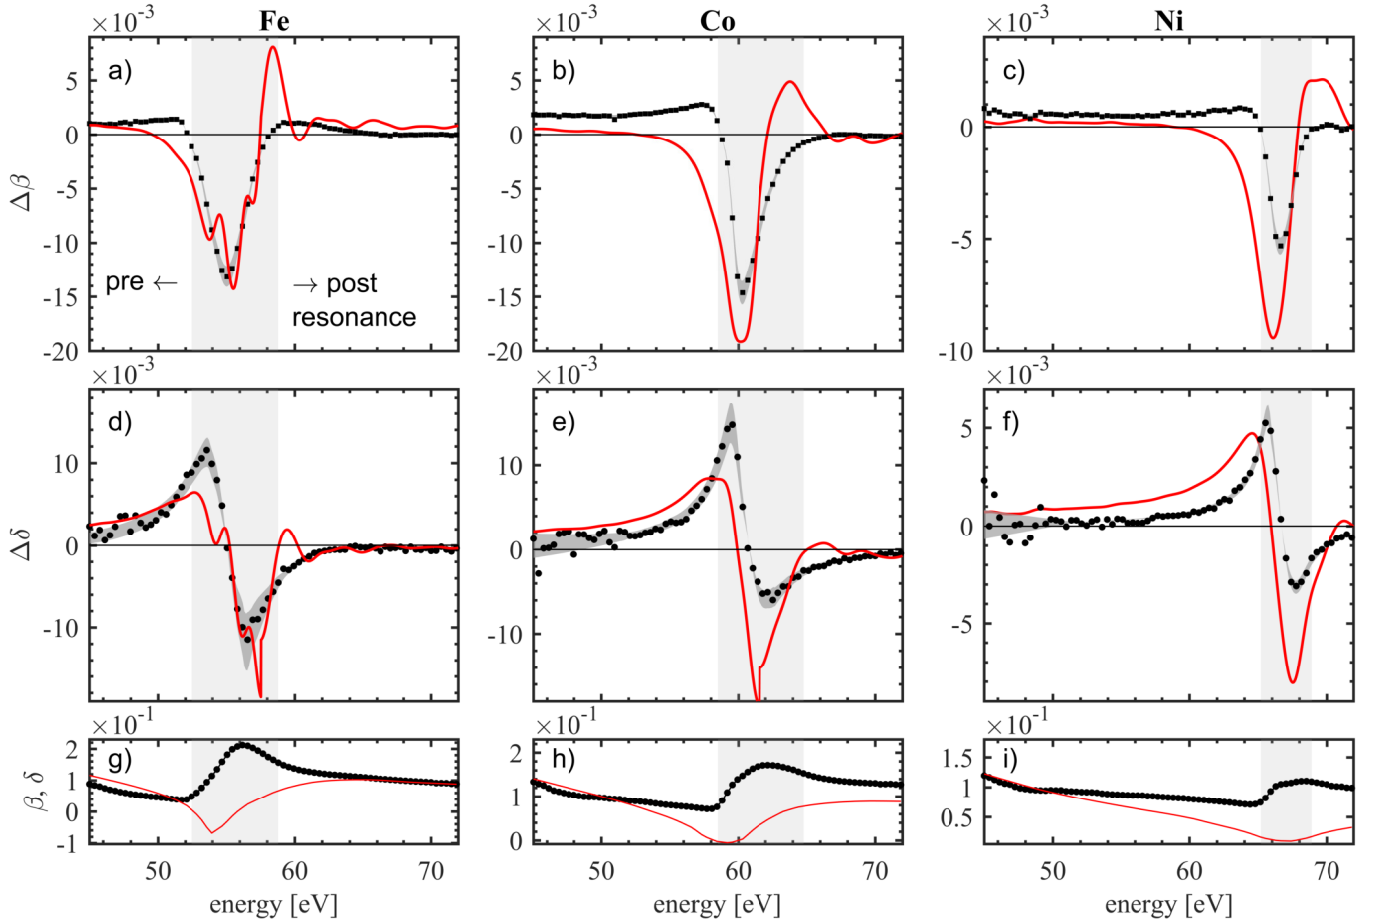 Fe Co Ni
×10⁻³ ×10⁻³ ×10⁻³
a) b) c)
Δβ
5
0
-5
-10
-15
-20
5
0
-5
-10
-15
-20
0
-5
-10
pre ← → post
resonance
×10⁻³ ×10⁻³ ×10⁻³
d) e) f)
Δδ
10
0
-10
10
0
-10
5
0
-5
×10⁻¹ ×10⁻¹ ×10⁻¹
g) h) i)
β, δ
2
1
0
-1
2
1
0
1.5
1
0.5
50 60 70 50 60 70 50 60 70
energy [eV] energy [eV] energy [eV]